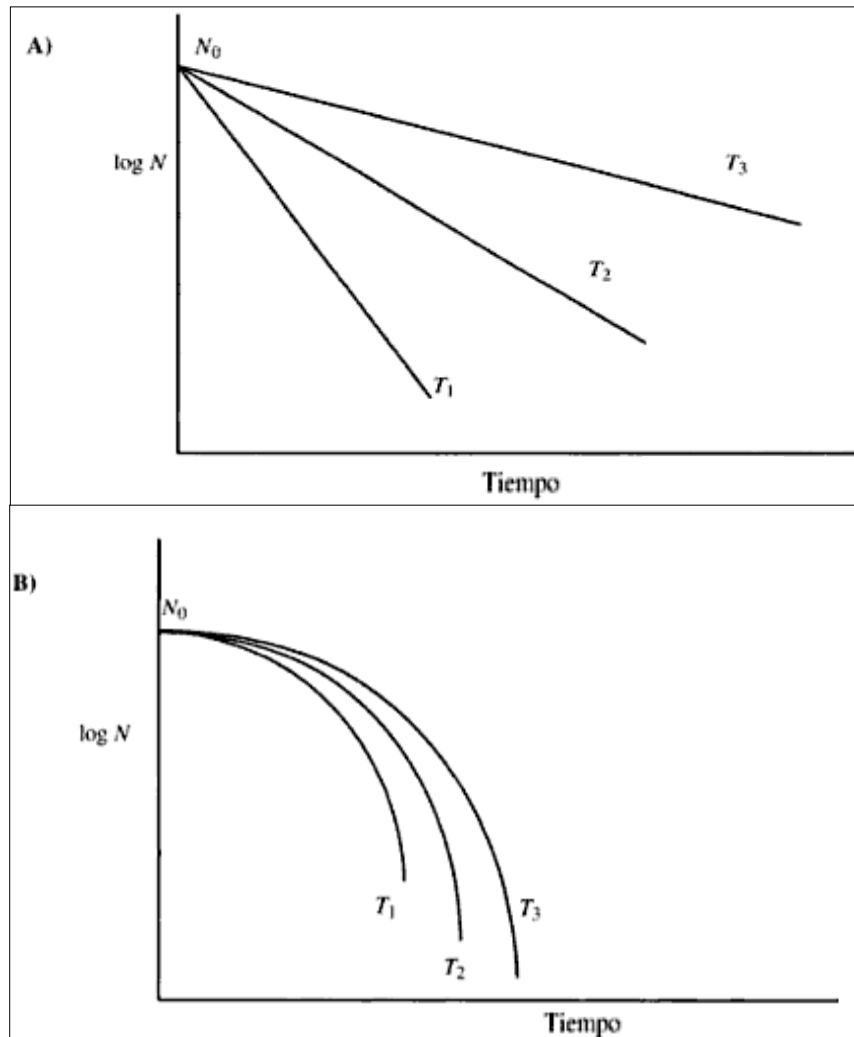 A)
N₀
log N
T₃
T₂
T₁
Tiempo
B)
N₀
log N
T₁
T₃
T₂
Tiempo